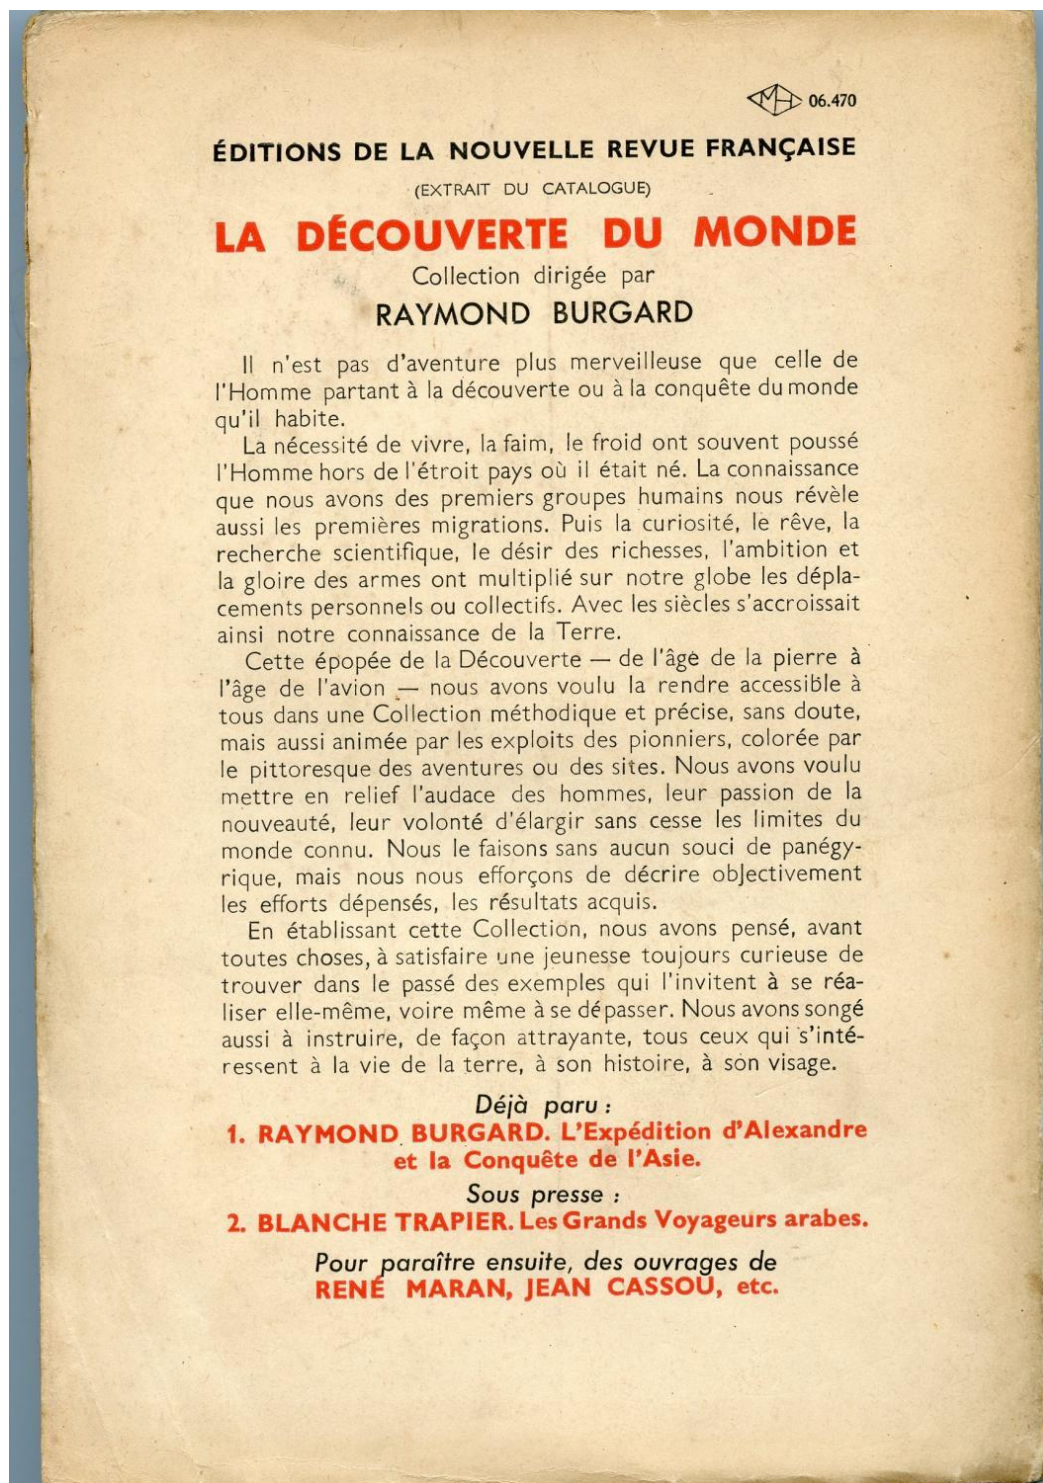 MH 06.470
ÉDITIONS DE LA NOUVELLE REVUE FRANÇAISE
(EXTRAIT DU CATALOGUE)
LA DÉCOUVERTE DU MONDE
Collection dirigée par
RAYMOND BURGARD
Il n'est pas d'aventure plus merveilleuse que celle de
l'Homme partant à la découverte ou à la conquête du monde
qu'il habite.
La nécessité de vivre, la faim, le froid ont souvent poussé
l'Homme hors de l'étroit pays où il était né. La connaissance
que nous avons des premiers groupes humains nous révèle
aussi les premières migrations. Puis la curiosité, le rêve, la
recherche scientifique, le désir des richesses, l'ambition et
la gloire des armes ont multiplié sur notre globe les dépla-
cements personnels ou collectifs. Avec les siècles s'accroissait
ainsi notre connaissance de la Terre.
Cette épopée de la Découverte — de l'âge de la pierre à
l'âge de l'avion — nous avons voulu la rendre accessible à
tous dans une Collection méthodique et précise, sans doute,
mais aussi animée par les exploits des pionniers, colorée par
le pittoresque des aventures ou des sites. Nous avons voulu
mettre en relief l'audace des hommes, leur passion de la
nouveauté, leur volonté d'élargir sans cesse les limites du
monde connu. Nous le faisons sans aucun souci de panégy-
rique, mais nous nous efforçons de décrire objectivement
les efforts dépensés, les résultats acquis.
En établissant cette Collection, nous avons pensé, avant
toutes choses, à satisfaire une jeunesse toujours curieuse de
trouver dans le passé des exemples qui l'invitent à se réa-
liser elle-même, voire même à se dépasser. Nous avons songé
aussi à instruire, de façon attrayante, tous ceux qui s'inté-
ressent à la vie de la terre, à son histoire, à son visage.
Déjà paru :
1. RAYMOND BURGARD. L'Expédition d'Alexandre
et la Conquête de l'Asie.
Sous presse :
2. BLANCHE TRAPIER. Les Grands Voyageurs arabes.
Pour paraître ensuite, des ouvrages de
RENÉ MARAN, JEAN CASSOU, etc.